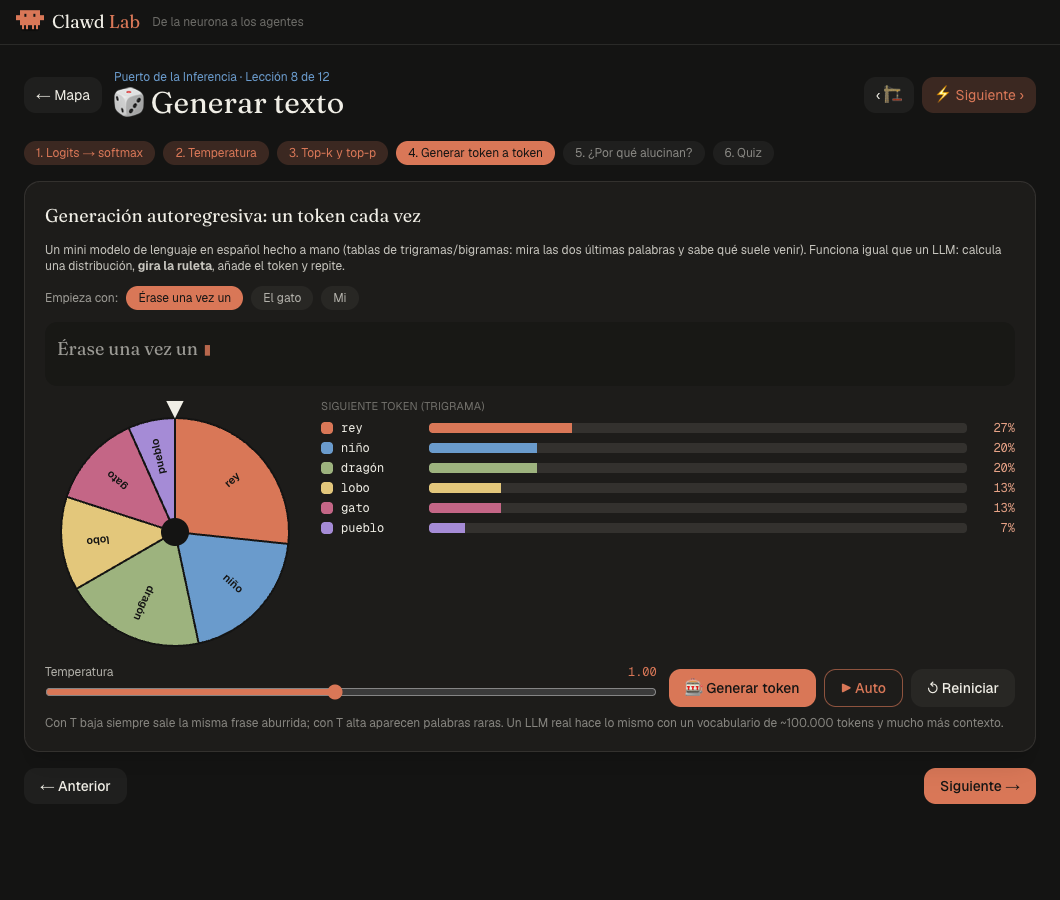 Clawd Lab De la neurona a los agentes
← Mapa
Puerto de la Inferencia · Lección 8 de 12
🎲 Generar texto
‹ 🏗️
⚡ Siguiente ›
1. Logits → softmax
2. Temperatura
3. Top-k y top-p
4. Generar token a token
5. ¿Por qué alucinan?
6. Quiz
Generación autoregresiva: un token cada vez
Un mini modelo de lenguaje en español hecho a mano (tablas de trigramas/bigramas: mira las dos últimas palabras y sabe qué suele venir). Funciona igual que un LLM: calcula
una distribución, gira la ruleta, añade el token y repite.
Empieza con: Érase una vez un El gato Mi
Érase una vez un
rey
niño
dragón
lobo
gato
pueblo
SIGUIENTE TOKEN (TRIGRAMA)
rey 27%
niño 20%
dragón 20%
lobo 13%
gato 13%
pueblo 7%
Temperatura 1.00
🎰 Generar token
▶ Auto
↺ Reiniciar
Con T baja siempre sale la misma frase aburrida; con T alta aparecen palabras raras. Un LLM real hace lo mismo con un vocabulario de ~100.000 tokens y mucho más contexto.
← Anterior
Siguiente →